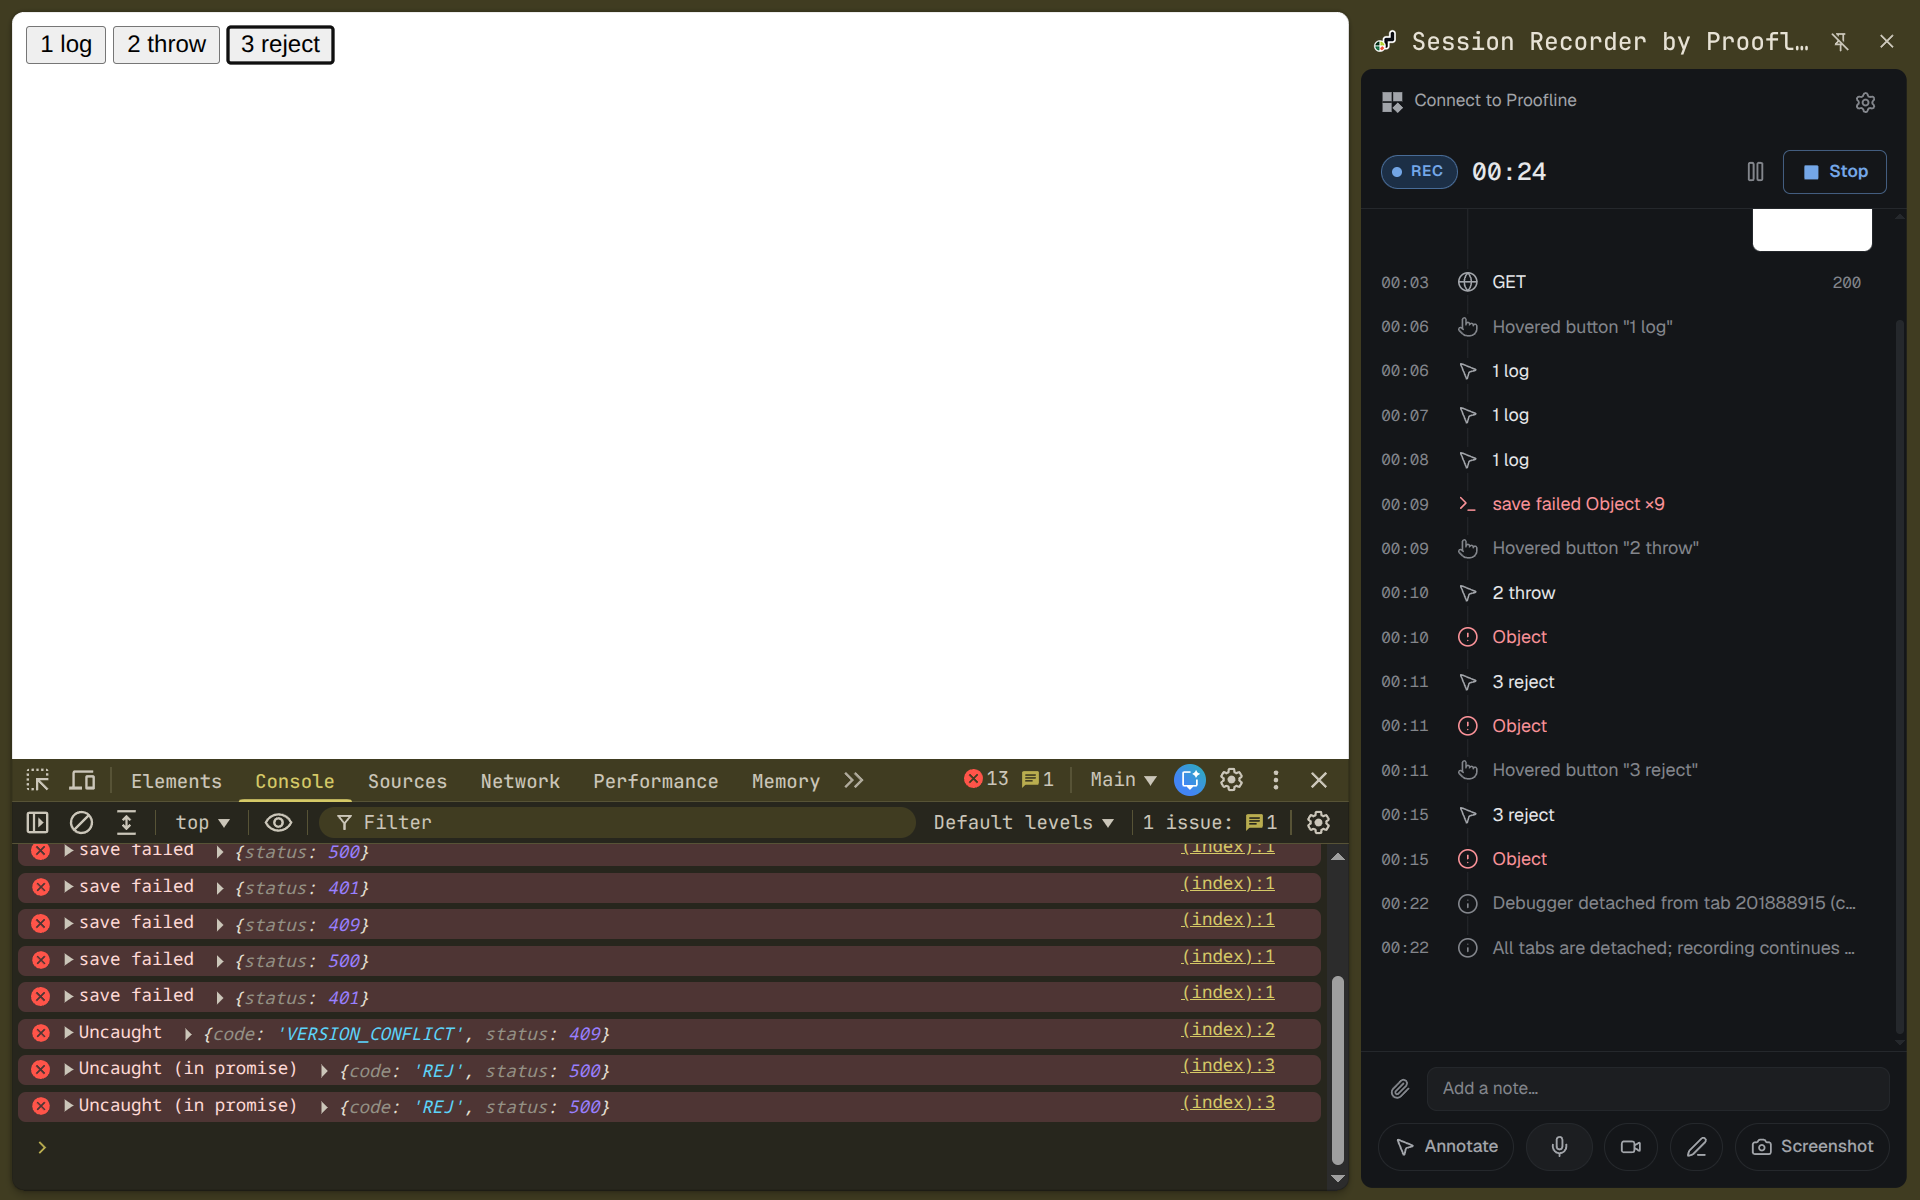 1 log 2 throw 3 reject
Elements Console Sources Network Performance Memory 13 1 Main
top Filter Default levels 1 issue: 1
save failed {status: 500} (index):1
save failed {status: 401} (index):1
save failed {status: 409} (index):1
save failed {status: 500} (index):1
save failed {status: 401} (index):1
Uncaught {code: 'VERSION_CONFLICT', status: 409} (index):2
Uncaught (in promise) {code: 'REJ', status: 500} (index):3
Uncaught (in promise) {code: 'REJ', status: 500} (index):3
Session Recorder by Proofl…
Connect to Proofline
REC 00:24 Stop
00:03 GET 200
00:06 Hovered button "1 log"
00:06 1 log
00:07 1 log
00:08 1 log
00:09 save failed Object ×9
00:09 Hovered button "2 throw"
00:10 2 throw
00:10 Object
00:11 3 reject
00:11 Object
00:11 Hovered button "3 reject"
00:15 3 reject
00:15 Object
00:22 Debugger detached from tab 201888915 (c…
00:22 All tabs are detached; recording continues …
Add a note…
Annotate Screenshot